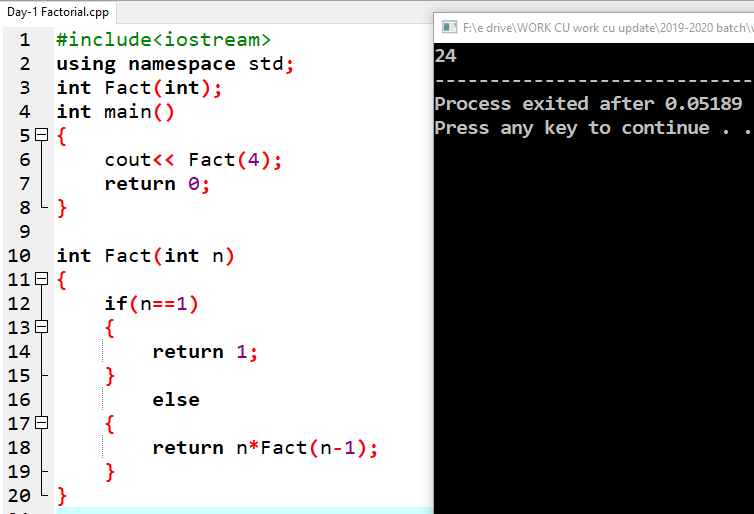 Day-1 Factorial.cpp
1 #include<iostream>
2 using namespace std;
3 int Fact(int);
4 int main()
5 {
6 cout<< Fact(4);
7 return 0;
8 }
9
10 int Fact(int n)
11 {
12 if(n==1)
13 {
14 return 1;
15 }
16 else
17 {
18 return n*Fact(n-1);
19 }
20 }
F:\e drive\WORK CU work cu update\2019-2020 batch\
24
-----------------------------
Process exited after 0.05189
Press any key to continue . .